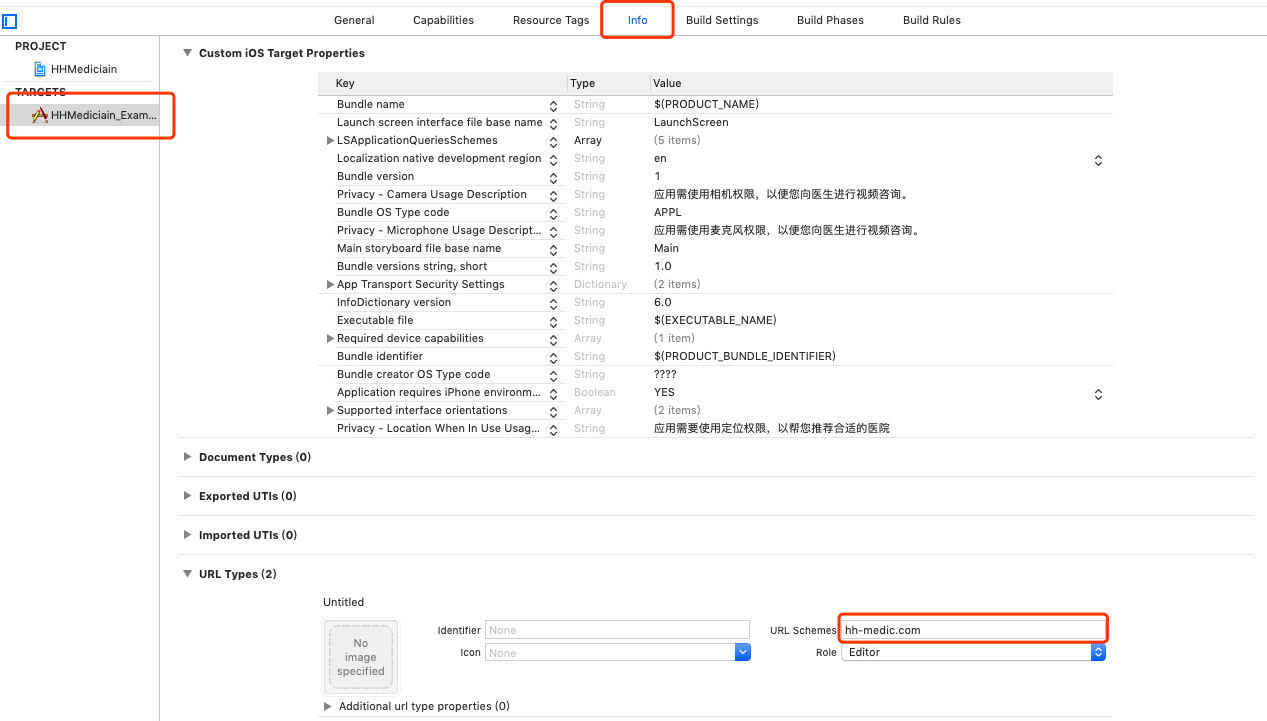 General Capabilities Resource Tags Info Build Settings Build Phases Build Rules
PROJECT
HHMediciain
TARGETS
HHMediciain_Exam...
Custom iOS Target Properties
Key Type Value
Bundle name String $(PRODUCT_NAME)
Launch screen interface file base name String LaunchScreen
LSApplicationQueriesSchemes Array (5 items)
Localization native development region String en
Bundle version String 1
Privacy - Camera Usage Description String 应用需使用相机权限，以便您向医生进行视频咨询。
Bundle OS Type code String APPL
Privacy - Microphone Usage Descript... String 应用需使用麦克风权限，以便您向医生进行视频咨询。
Main storyboard file base name String Main
Bundle versions string, short String 1.0
App Transport Security Settings Dictionary (2 items)
InfoDictionary version String 6.0
Executable file String $(EXECUTABLE_NAME)
Required device capabilities Array (1 item)
Bundle identifier String $(PRODUCT_BUNDLE_IDENTIFIER)
Bundle creator OS Type code String ????
Application requires iPhone environm... Boolean YES
Supported interface orientations Array (2 items)
Privacy - Location When In Use Usag... String 应用需要使用定位权限，以帮您推荐合适的医院
Document Types (0)
Exported UTIs (0)
Imported UTIs (0)
URL Types (2)
Untitled
No image specified
Identifier None URL Schemes hh-medic.com
Icon None Role Editor
Additional url type properties (0)